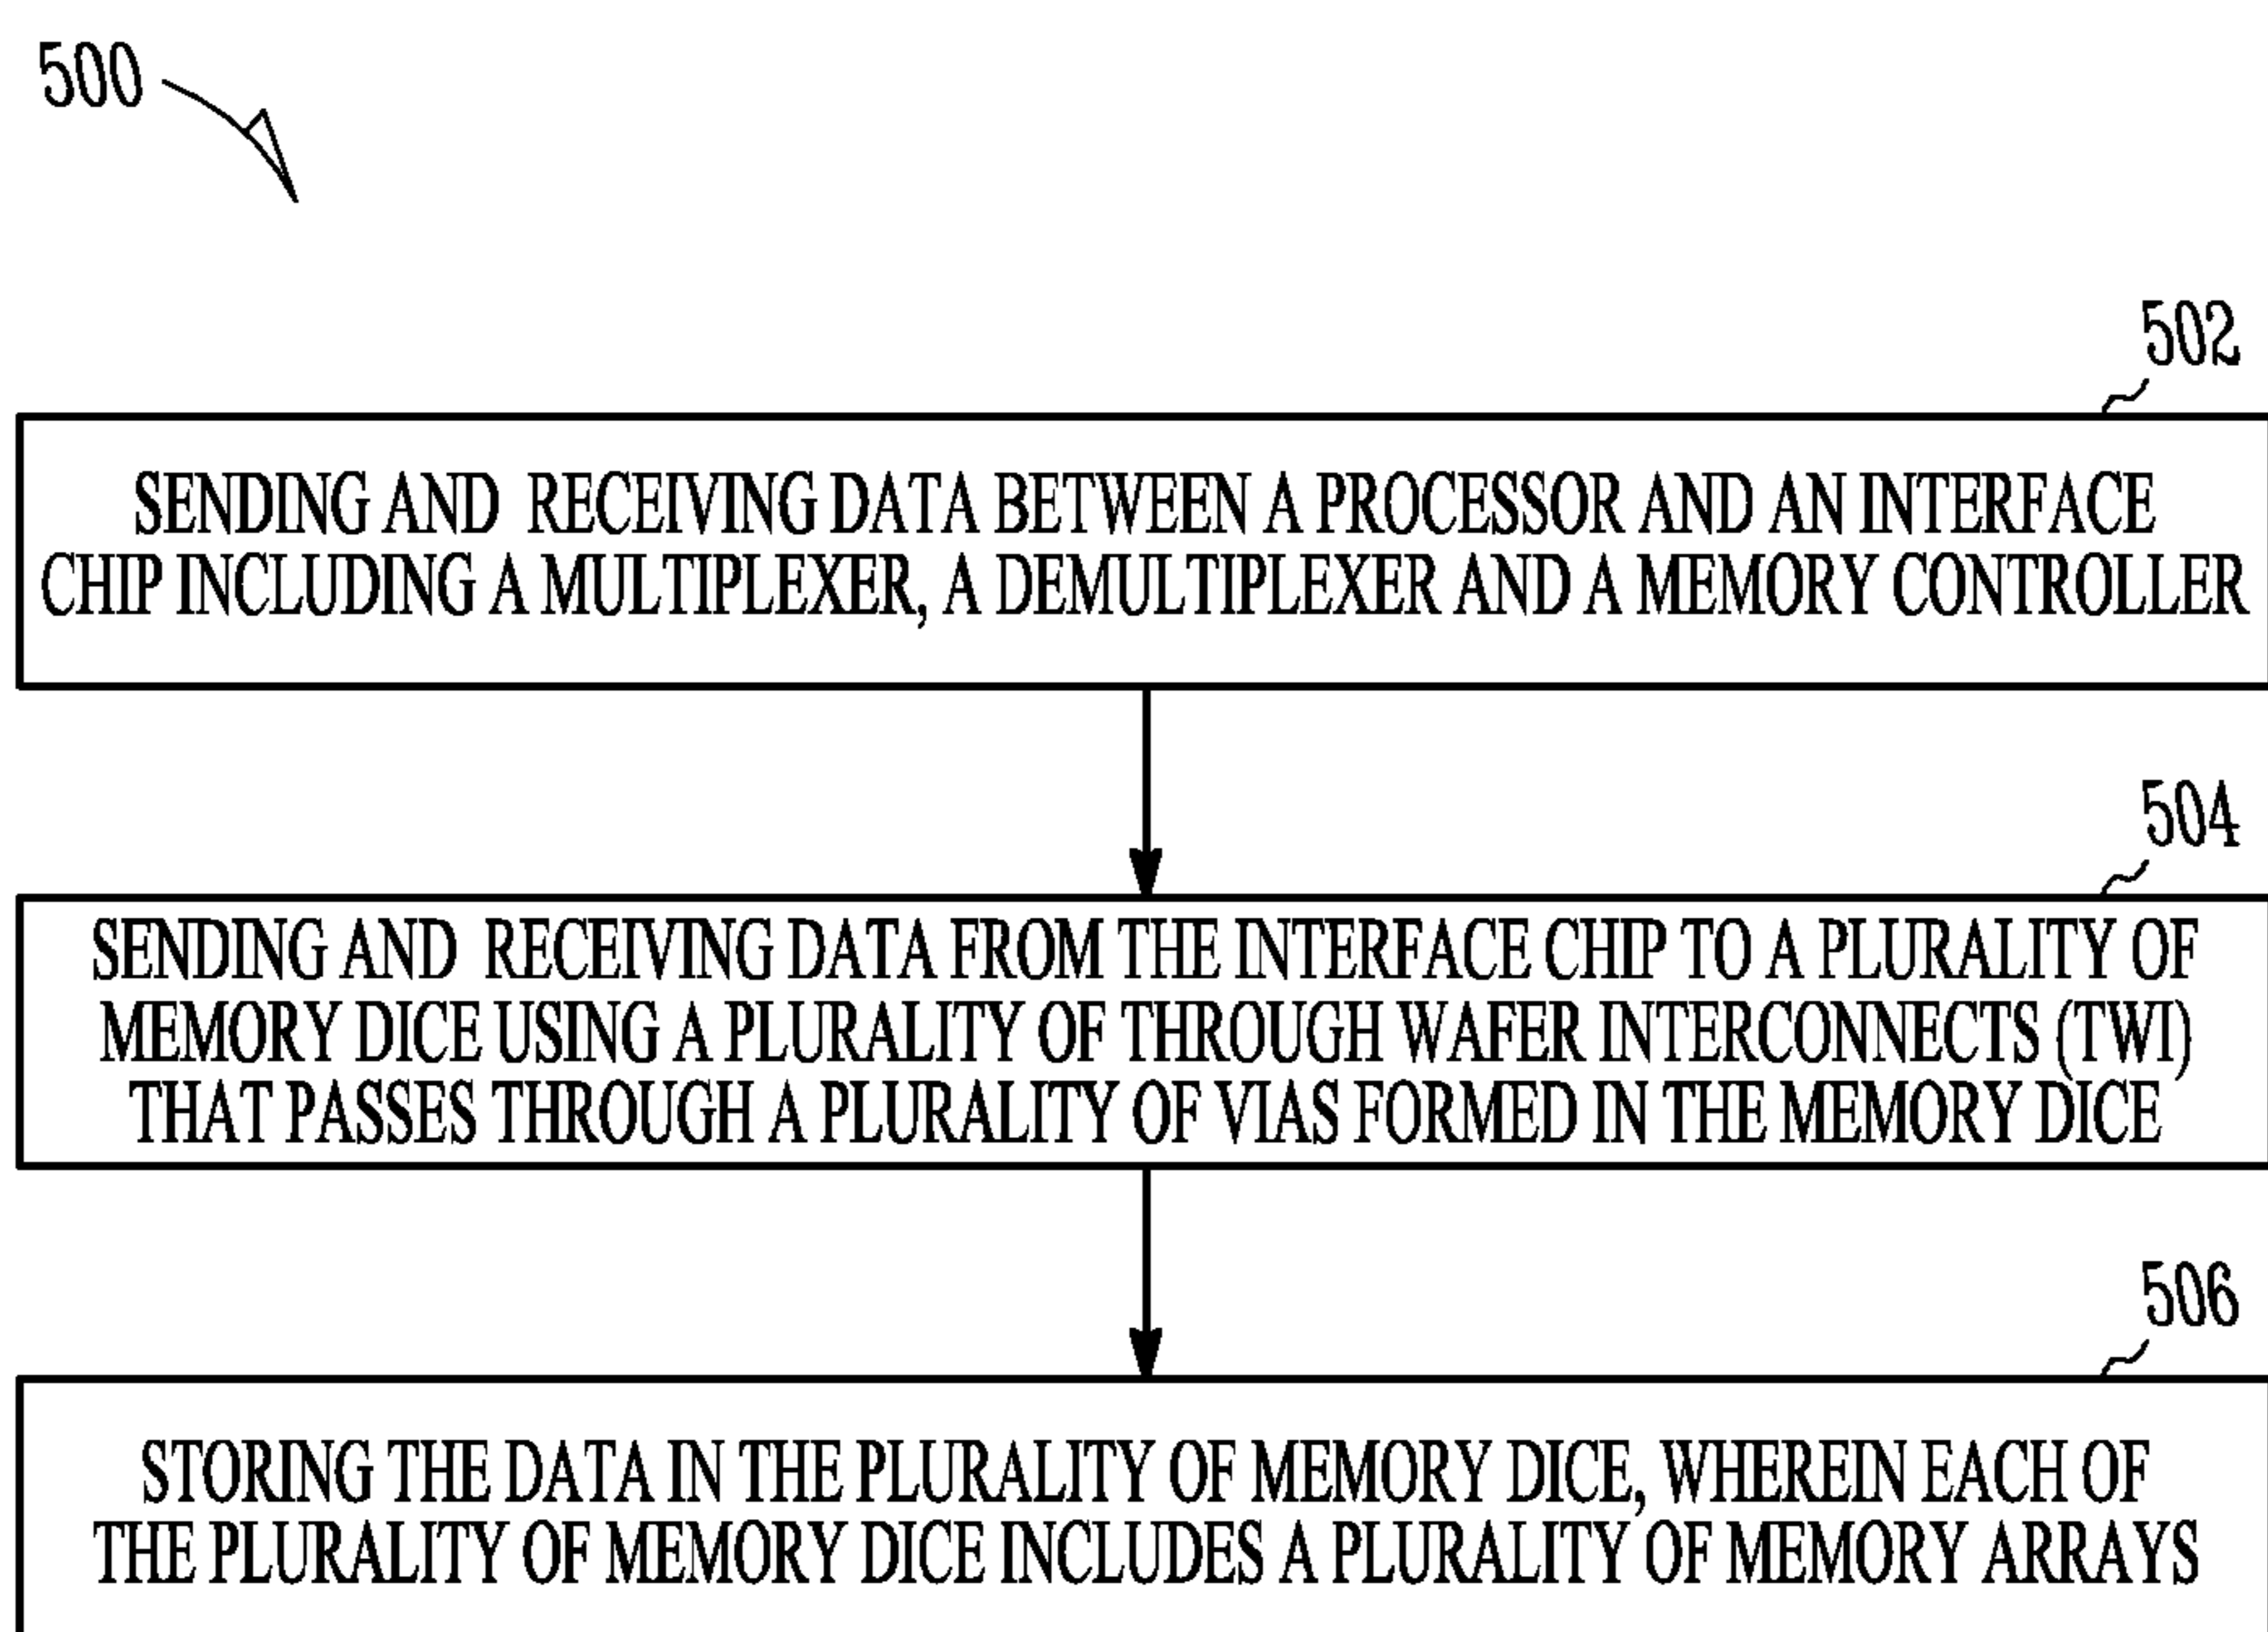 500
502
SENDING AND RECEIVING DATA BETWEEN A PROCESSOR AND AN INTERFACE
CHIP INCLUDING A MULTIPLEXER, A DEMULTIPLEXER AND A MEMORY CONTROLLER
504
SENDING AND RECEIVING DATA FROM THE INTERFACE CHIP TO A PLURALITY OF
MEMORY DICE USING A PLURALITY OF THROUGH WAFER INTERCONNECTS (TWI)
THAT PASSES THROUGH A PLURALITY OF VIAS FORMED IN THE MEMORY DICE
506
STORING THE DATA IN THE PLURALITY OF MEMORY DICE, WHEREIN EACH OF
THE PLURALITY OF MEMORY DICE INCLUDES A PLURALITY OF MEMORY ARRAYS